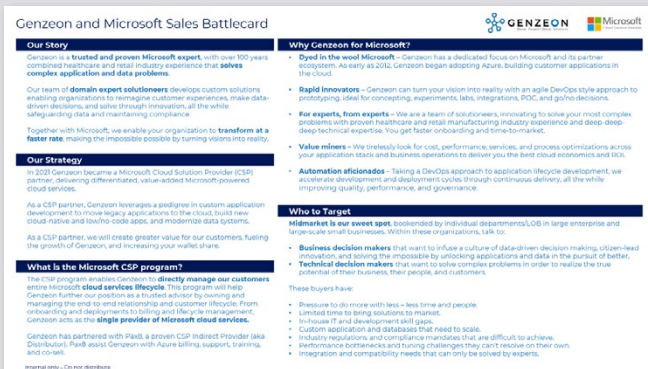 Genzeon and Microsoft Sales Battlecard
GENZEON
Microsoft
Our Story
Genzeon is a trusted and proven Microsoft expert, with over 100 years
combined healthcare and retail industry experience that solves
complex application and data problems.
Our team of domain expert solutioneers develops custom solutions
enabling organizations to reimagine customer experiences, make data-
driven decisions, and solve through innovation, all the while
safeguarding data and maintaining compliance.
Together with Microsoft, we enable your organization to transform at a
faster rate, making the impossible possible by turning visions into reality.
Our Strategy
In 2021 Genzeon became a Microsoft Cloud Solution Provider (CSP)
partner, delivering differentiated, value-added Microsoft-powered
cloud services.
As a CSP partner, Genzeon leverages a pedigree in custom application
development to move legacy applications to the cloud, build new
cloud-native and low/no-code apps, and modernize data systems.
As a CSP partner, we will create greater value for our customers, fueling
the growth of Genzeon, and increasing your wallet share.
What is the Microsoft CSP program?
The CSP program enables Genzeon to directly manage our customers
entire Microsoft cloud services lifecycle. This program will help
Genzeon further our position as a trusted advisor by owning and
managing the end-to-end relationship and customer lifecycle. From
onboarding and deployments to billing and lifecycle management,
Genzeon acts as the single provider of Microsoft cloud services.
Genzeon has partnered with Pax8, a proven CSP Indirect Provider (aka
Distributor). Pax8 assist Genzeon with Azure billing, support, training,
and co-sell.
Internal only – Do not distribute
Why Genzeon for Microsoft?
• Dyed in the wool Microsoft – Genzeon has a dedicated focus on Microsoft and its partner
ecosystem. As early as 2012, Genzeon began adopting Azure, building customer applications in
the cloud.
• Rapid innovators – Genzeon can turn your vision into reality with an agile DevOps style approach to
prototyping, ideal for concepting, experiments, labs, integrations, POC, and go/no decisions.
• For experts, from experts – We are a team of solutioneers, innovating to solve your most complex
problems with proven healthcare and retail manufacturing industry experience and deep-deep-
deep technical expertise. You get faster onboarding and time-to-market.
• Value miners – We tirelessly look for cost, performance, services, and process optimizations across
your application stack and business operations to deliver you the best cloud economics and ROI.
• Automation aficionados – Taking a DevOps approach to application lifecycle development, we
accelerate development and deployment cycles through continuous delivery, all the while
improving quality, performance, and governance.
Who to Target
Midmarket is our sweet spot, bookended by individual departments/LOB in large enterprise and
large-scale small businesses. Within these organizations, talk to:
• Business decision makers that want to infuse a culture of data-driven decision making, citizen-lead
innovation, and solving the impossible by unlocking applications and data in the pursuit of better.
• Technical decision makers that want to solve complex problems in order to realize the true
potential of their business, their people, and customers.
These buyers have:
• Pressure to do more with less – less time and people.
• Limited time to bring solutions to market.
• In-house IT and development skill gaps.
• Custom application and databases that need to scale.
• Industry regulations and compliance mandates that are difficult to achieve.
• Performance bottlenecks and tuning challenges they can't resolve on their own.
• Integration and compatibility needs that can only be solved by experts.